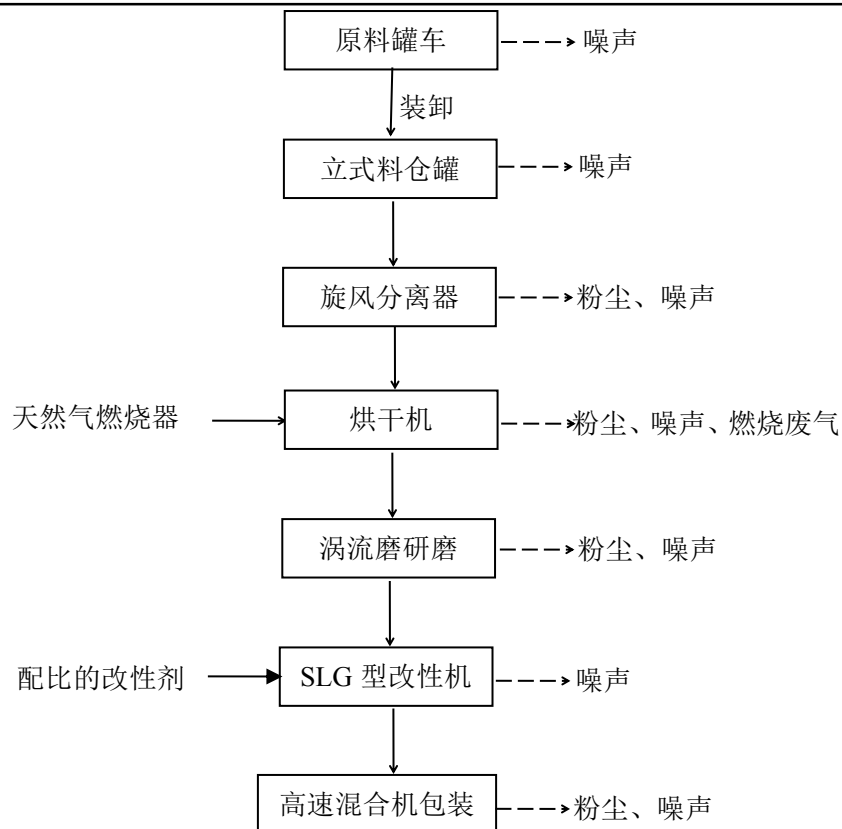 原料罐车
噪声
装卸
立式料仓罐
噪声
旋风分离器
粉尘、噪声
天然气燃烧器
烘干机
粉尘、噪声、燃烧废气
涡流磨研磨
粉尘、噪声
配比的改性剂
SLG 型改性机
噪声
高速混合机包装
粉尘、噪声